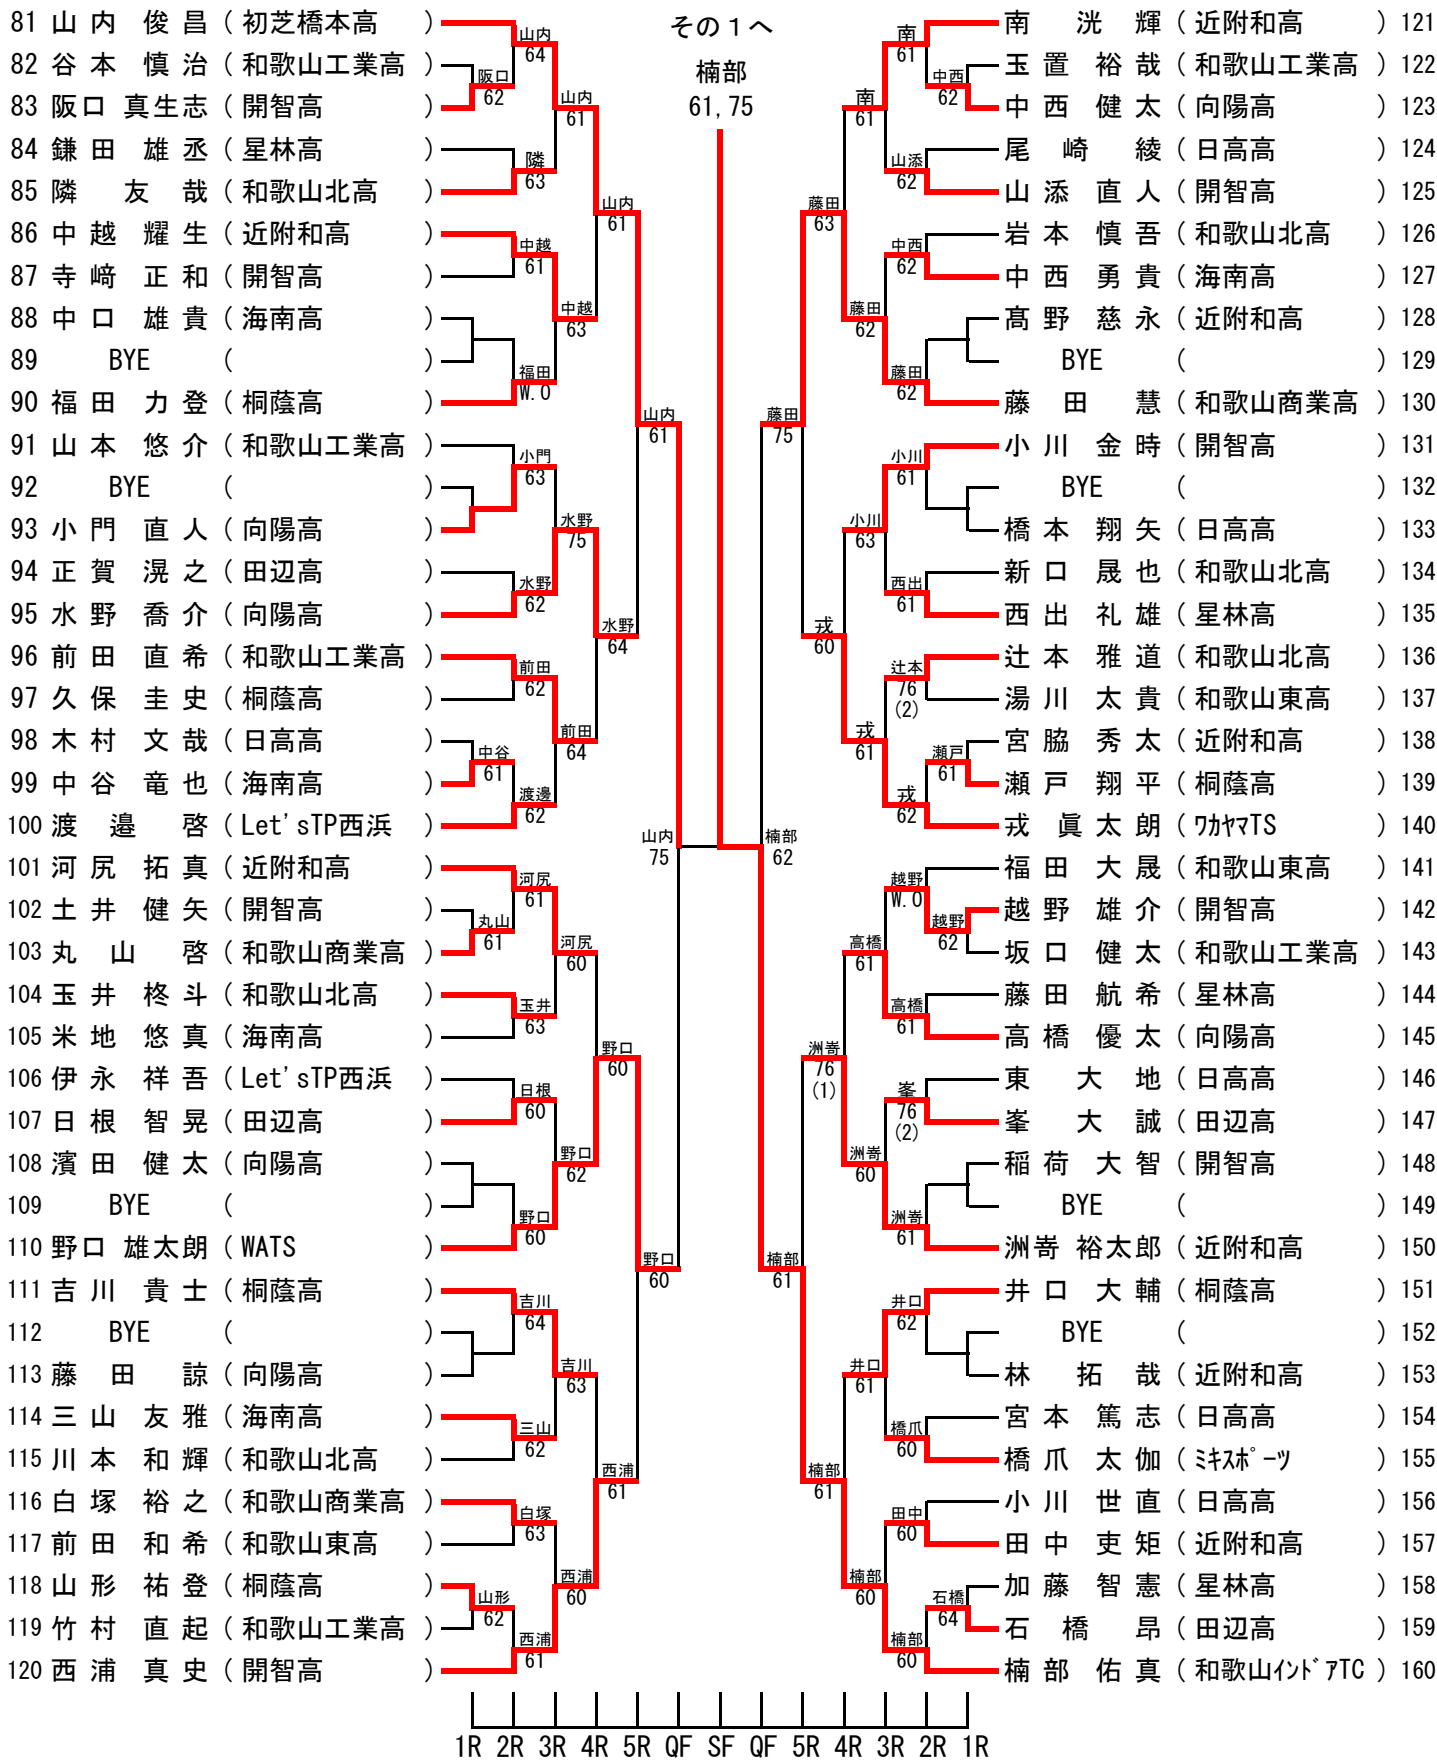 その１へ
楠部
61,75
81 山内 俊昌 ( 初芝橋本高 )
82 谷本 慎治 ( 和歌山工業高 )
83 阪口 真生志 ( 開智高 )
84 鎌田 雄丞 ( 星林高 )
85 隣 友哉 ( 和歌山北高 )
86 中越 耀生 ( 近附和高 )
87 寺﨑 正和 ( 開智高 )
88 中口 雄貴 ( 海南高 )
89 BYE ( )
90 福田 力登 ( 桐蔭高 )
91 山本 悠介 ( 和歌山工業高 )
92 BYE ( )
93 小門 直人 ( 向陽高 )
94 正賀 滉之 ( 田辺高 )
95 水野 喬介 ( 向陽高 )
96 前田 直希 ( 和歌山工業高 )
97 久保 圭史 ( 桐蔭高 )
98 木村 文哉 ( 日高高 )
99 中谷 竜也 ( 海南高 )
100 渡邉 啓 ( Let'sTP西浜 )
101 河尻 拓真 ( 近附和高 )
102 土井 健矢 ( 開智高 )
103 丸山 啓 ( 和歌山商業高 )
104 玉井 柊斗 ( 和歌山北高 )
105 米地 悠真 ( 海南高 )
106 伊永 祥吾 ( Let'sTP西浜 )
107 日根 智晃 ( 田辺高 )
108 濱田 健太 ( 向陽高 )
109 BYE ( )
110 野口 雄太朗 ( WATS )
111 吉川 貴士 ( 桐蔭高 )
112 BYE ( )
113 藤田 諒 ( 向陽高 )
114 三山 友雅 ( 海南高 )
115 川本 和輝 ( 和歌山北高 )
116 白塚 裕之 ( 和歌山商業高 )
117 前田 和希 ( 和歌山東高 )
118 山形 祐登 ( 桐蔭高 )
119 竹村 直起 ( 和歌山工業高 )
120 西浦 真史 ( 開智高 )
阪口
62
中谷
61
丸山
61
山形
62
山内
64
隣
63
中越
61
福田
W.O
小門
63
水野
62
前田
62
渡邊
62
河尻
61
玉井
63
日根
60
野口
60
吉川
64
三山
62
白塚
63
西浦
61
山内
61
中越
63
水野
75
前田
64
河尻
60
野口
62
吉川
63
西浦
60
山内
61
水野
64
野口
60
西浦
61
山内
61
野口
60
山内
75
楠部
62
藤田
75
楠部
61
藤田
63
戎
60
洲嵜
76
(1)
楠部
61
南
61
藤田
62
小川
63
戎
61
高橋
61
洲嵜
60
井口
61
楠部
60
南
61
山添
62
中西
62
藤田
62
小川
61
西出
61
辻本
76
(2)
戎
62
越野
W.O
高橋
61
峯
76
(2)
洲嵜
61
井口
62
橋爪
60
田中
60
楠部
60
中西
62
瀬戸
61
越野
62
石橋
64
南 洸輝 ( 近附和高 ) 121
玉置 裕哉 ( 和歌山工業高 ) 122
中西 健太 ( 向陽高 ) 123
尾崎 綾 ( 日高高 ) 124
山添 直人 ( 開智高 ) 125
岩本 慎吾 ( 和歌山北高 ) 126
中西 勇貴 ( 海南高 ) 127
髙野 慈永 ( 近附和高 ) 128
BYE ( ) 129
藤田 慧 ( 和歌山商業高 ) 130
小川 金時 ( 開智高 ) 131
BYE ( ) 132
橋本 翔矢 ( 日高高 ) 133
新口 晟也 ( 和歌山北高 ) 134
西出 礼雄 ( 星林高 ) 135
辻本 雅道 ( 和歌山北高 ) 136
湯川 太貴 ( 和歌山東高 ) 137
宮脇 秀太 ( 近附和高 ) 138
瀬戸 翔平 ( 桐蔭高 ) 139
戎 眞太朗 ( ﾜｶﾔﾏTS ) 140
福田 大晟 ( 和歌山東高 ) 141
越野 雄介 ( 開智高 ) 142
坂口 健太 ( 和歌山工業高 ) 143
藤田 航希 ( 星林高 ) 144
高橋 優太 ( 向陽高 ) 145
東 大地 ( 日高高 ) 146
峯 大誠 ( 田辺高 ) 147
稲荷 大智 ( 開智高 ) 148
BYE ( ) 149
洲嵜 裕太郎 ( 近附和高 ) 150
井口 大輔 ( 桐蔭高 ) 151
BYE ( ) 152
林 拓哉 ( 近附和高 ) 153
宮本 篤志 ( 日高高 ) 154
橋爪 太伽 ( ﾐｷｽﾎﾟｰﾂ ) 155
小川 世直 ( 日高高 ) 156
田中 吏矩 ( 近附和高 ) 157
加藤 智憲 ( 星林高 ) 158
石橋 昂 ( 田辺高 ) 159
楠部 佑真 ( 和歌山ｲﾝﾄﾞｱTC ) 160
1R 2R 3R 4R 5R QF SF QF 5R 4R 3R 2R 1R